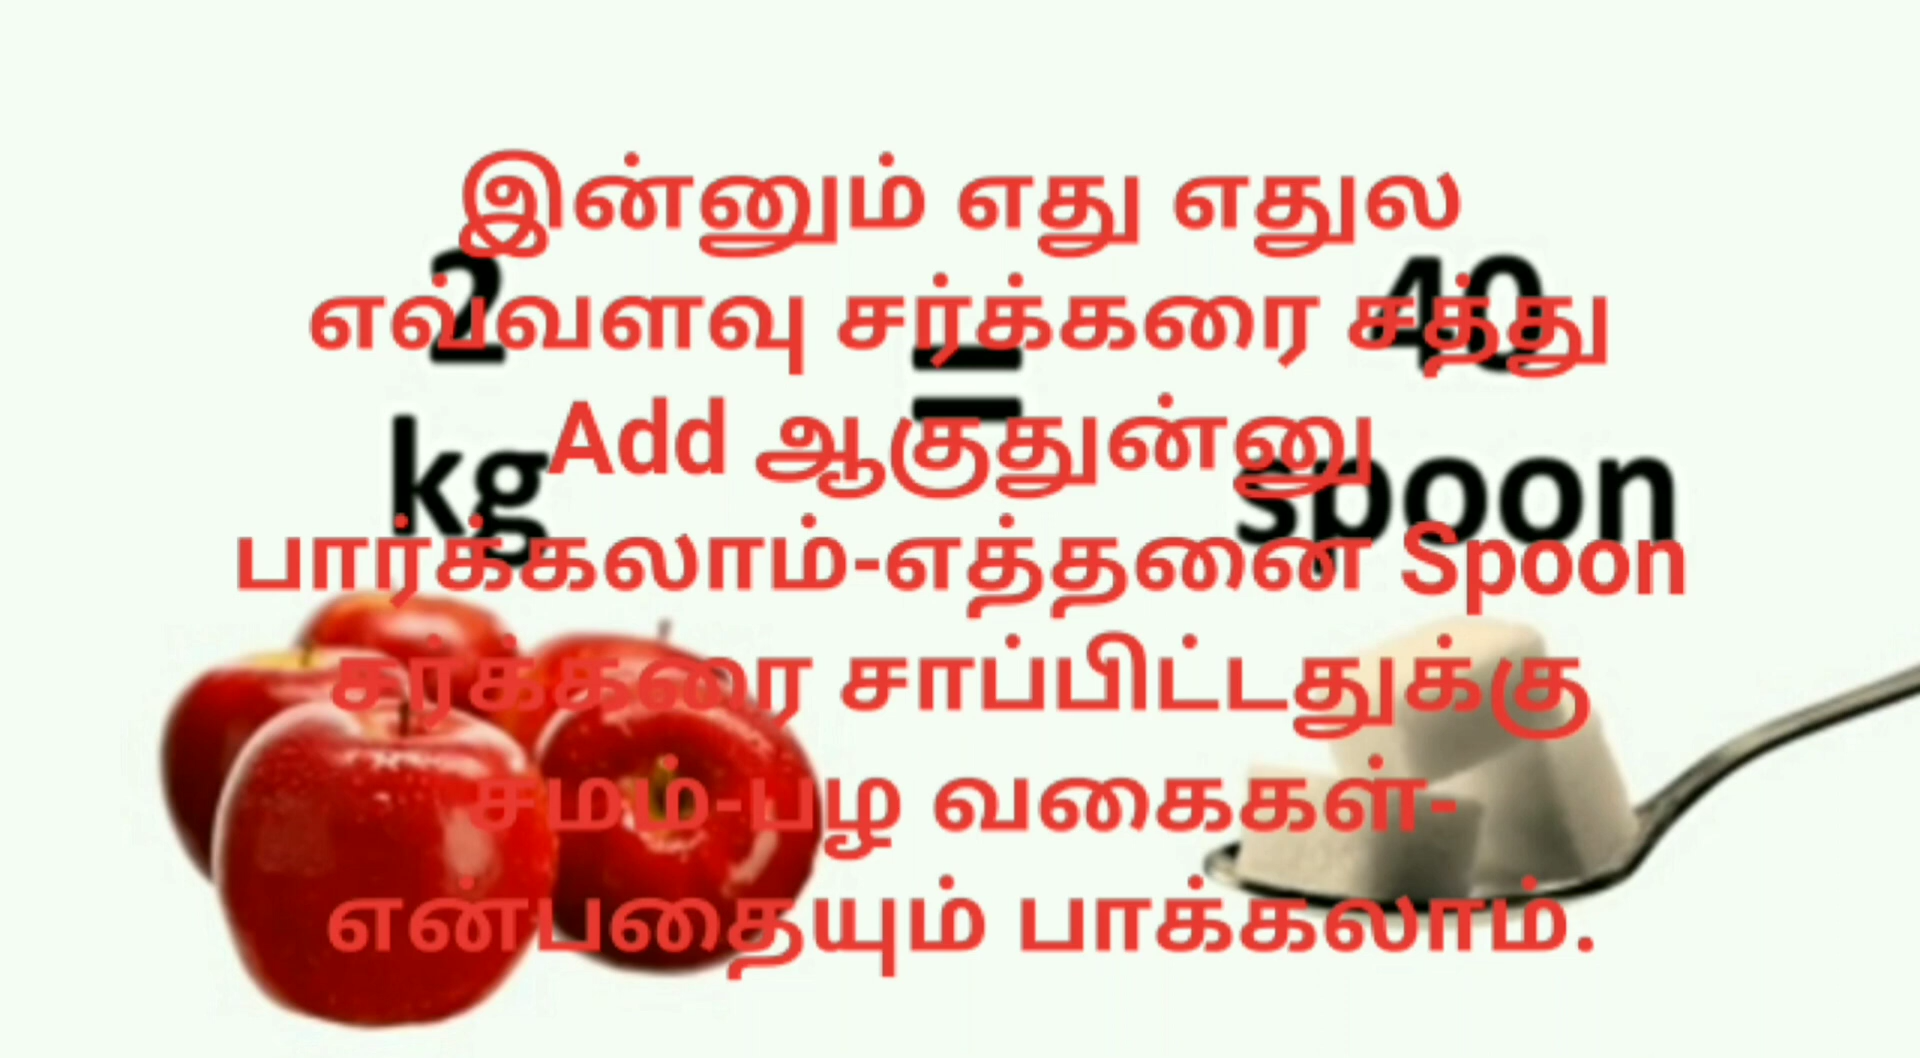 இன்னும் எது எதுல
எவ்வளவு சர்க்கரை சத்து
Add ஆகுதுன்னு
பார்க்கலாம்-எத்தனை Spoon
சர்க்கரை சாப்பிட்டதுக்கு
சமம்-பழ வகைகள்-
என்பதையும் பாக்கலாம்.
2
kg
=
40
spoon